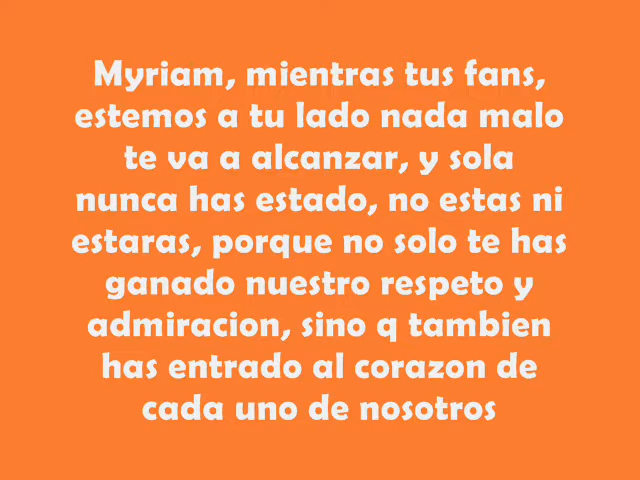 Myriam, mientras tus fans,
estemos a tu lado nada malo
te va a alcanzar, y sola
nunca has estado, no estas ni
estaras, porque no solo te has
ganado nuestro respeto y
admiracion, sino q tambien
has entrado al corazon de
cada uno de nosotros